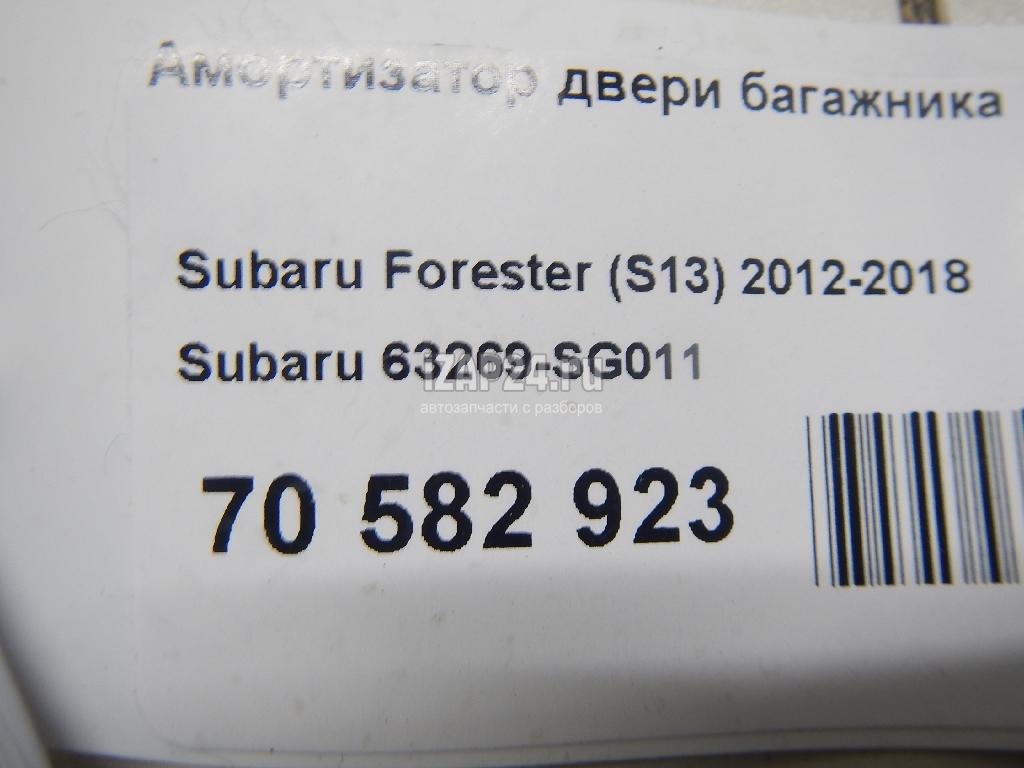 Амортизатор двери багажника
Subaru Forester (S13) 2012-2018
Subaru 63269-SG011
iZAP24.ru
автозапчасти с разборов
70 582 923